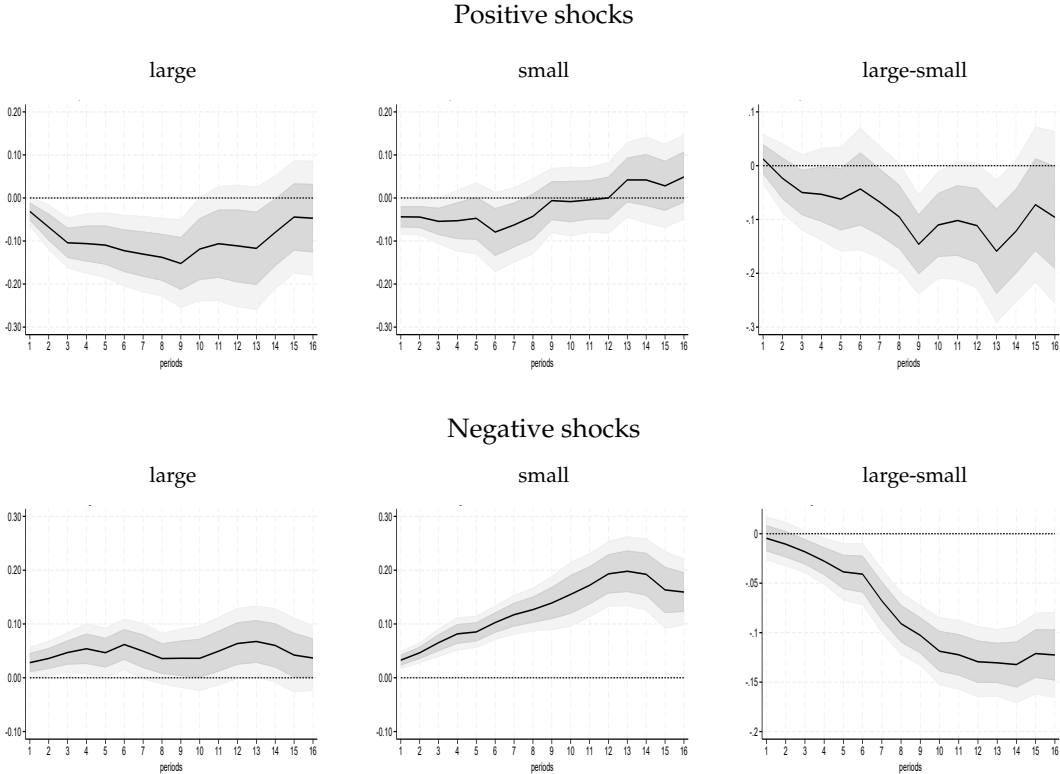 Positive shocks
large small large-small
0.20 0.20 .1
0.10 0.10 0
0.00 0.00 -.1
-0.10 -0.10 -.2
-0.20 -0.20 -.3
-0.30 -0.30
1 2 3 4 5 6 7 8 9 10 11 12 13 14 15 16 1 2 3 4 5 6 7 8 9 10 11 12 13 14 15 16 1 2 3 4 5 6 7 8 9 10 11 12 13 14 15 16
periods periods periods
Negative shocks
large small large-small
0.30 0.30 0
0.20 0.20 -.05
0.10 0.10 -.1
0.00 0.00 -.15
-0.10 -0.10 -.2
1 2 3 4 5 6 7 8 9 10 11 12 13 14 15 16 1 2 3 4 5 6 7 8 9 10 11 12 13 14 15 16 1 2 3 4 5 6 7 8 9 10 11 12 13 14 15 16
periods periods periods